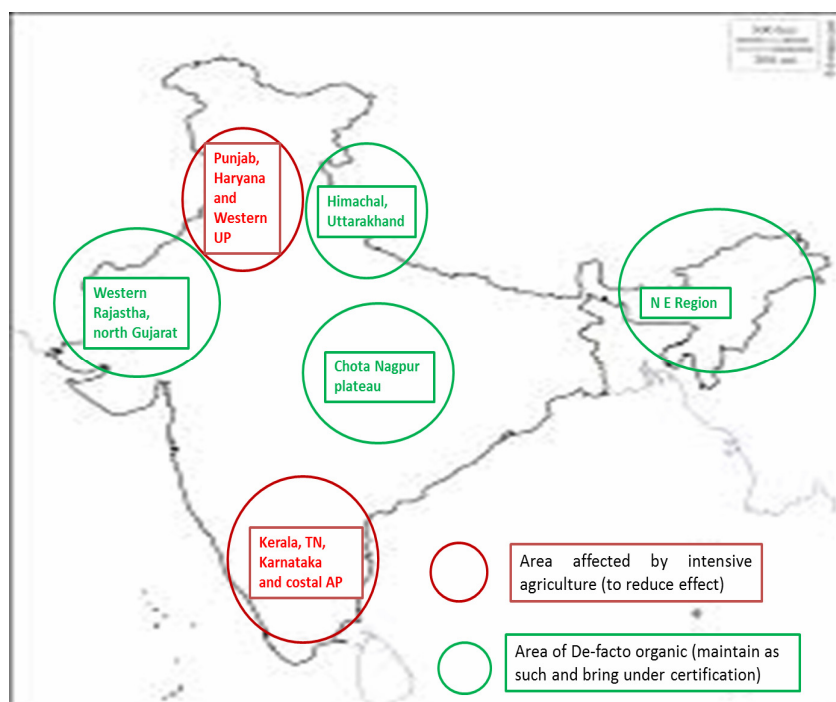 Punjab,
Haryana
and
Western
UP
Himachal,
Uttarakhand
Western
Rajastha,
north Gujarat
N E Region
Chota Nagpur
plateau
Kerala, TN,
Karnataka
and costal AP
Area affected by intensive
agriculture (to reduce effect)
Area of De-facto organic (maintain as
such and bring under certification)